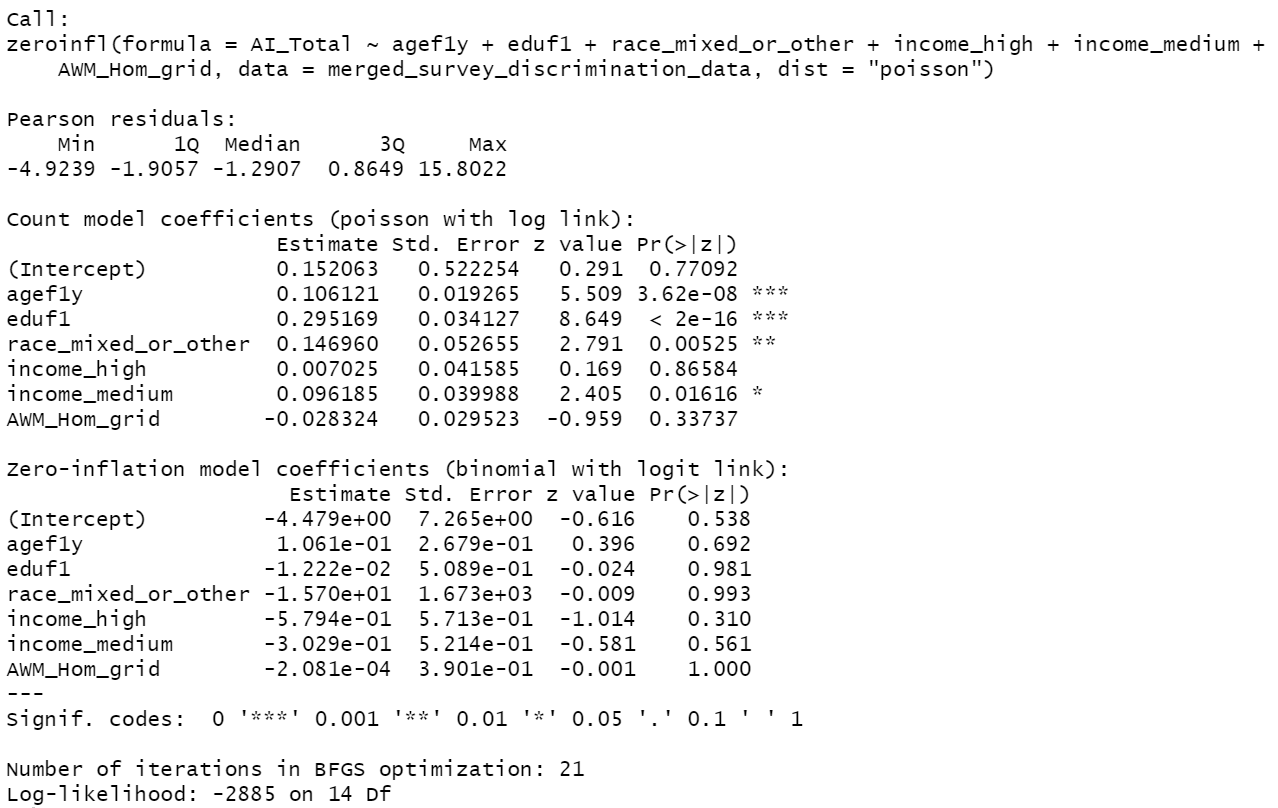 Call:
zeroinfl(formula = AI_Total ~ agef1y + eduf1 + race_mixed_or_other + income_high + income_medium +
    AWM_Hom_grid, data = merged_survey_discrimination_data, dist = "poisson")

Pearson residuals:
    Min      1Q  Median      3Q     Max
-4.9239 -1.9057 -1.2907  0.8649 15.8022

Count model coefficients (poisson with log link):
                     Estimate Std. Error z value Pr(>|z|)
(Intercept)          0.152063   0.522254   0.291  0.77092
agef1y               0.106121   0.019265   5.509 3.62e-08 ***
eduf1                0.295169   0.034127   8.649  < 2e-16 ***
race_mixed_or_other  0.146960   0.052655   2.791  0.00525 **
income_high          0.007025   0.041585   0.169  0.86584
income_medium        0.096185   0.039988   2.405  0.01616 *
AWM_Hom_grid        -0.028324   0.029523  -0.959  0.33737

Zero-inflation model coefficients (binomial with logit link):
                      Estimate Std. Error z value Pr(>|z|)
(Intercept)         -4.479e+00  7.265e+00  -0.616    0.538
agef1y               1.061e-01  2.679e-01   0.396    0.692
eduf1               -1.222e-02  5.089e-01  -0.024    0.981
race_mixed_or_other -1.570e+01  1.673e+03  -0.009    0.993
income_high         -5.794e-01  5.713e-01  -1.014    0.310
income_medium       -3.029e-01  5.214e-01  -0.581    0.561
AWM_Hom_grid        -2.081e-04  3.901e-01  -0.001    1.000
---
Signif. codes:  0 '***' 0.001 '**' 0.01 '*' 0.05 '.' 0.1 ' ' 1

Number of iterations in BFGS optimization: 21
Log-likelihood: -2885 on 14 Df